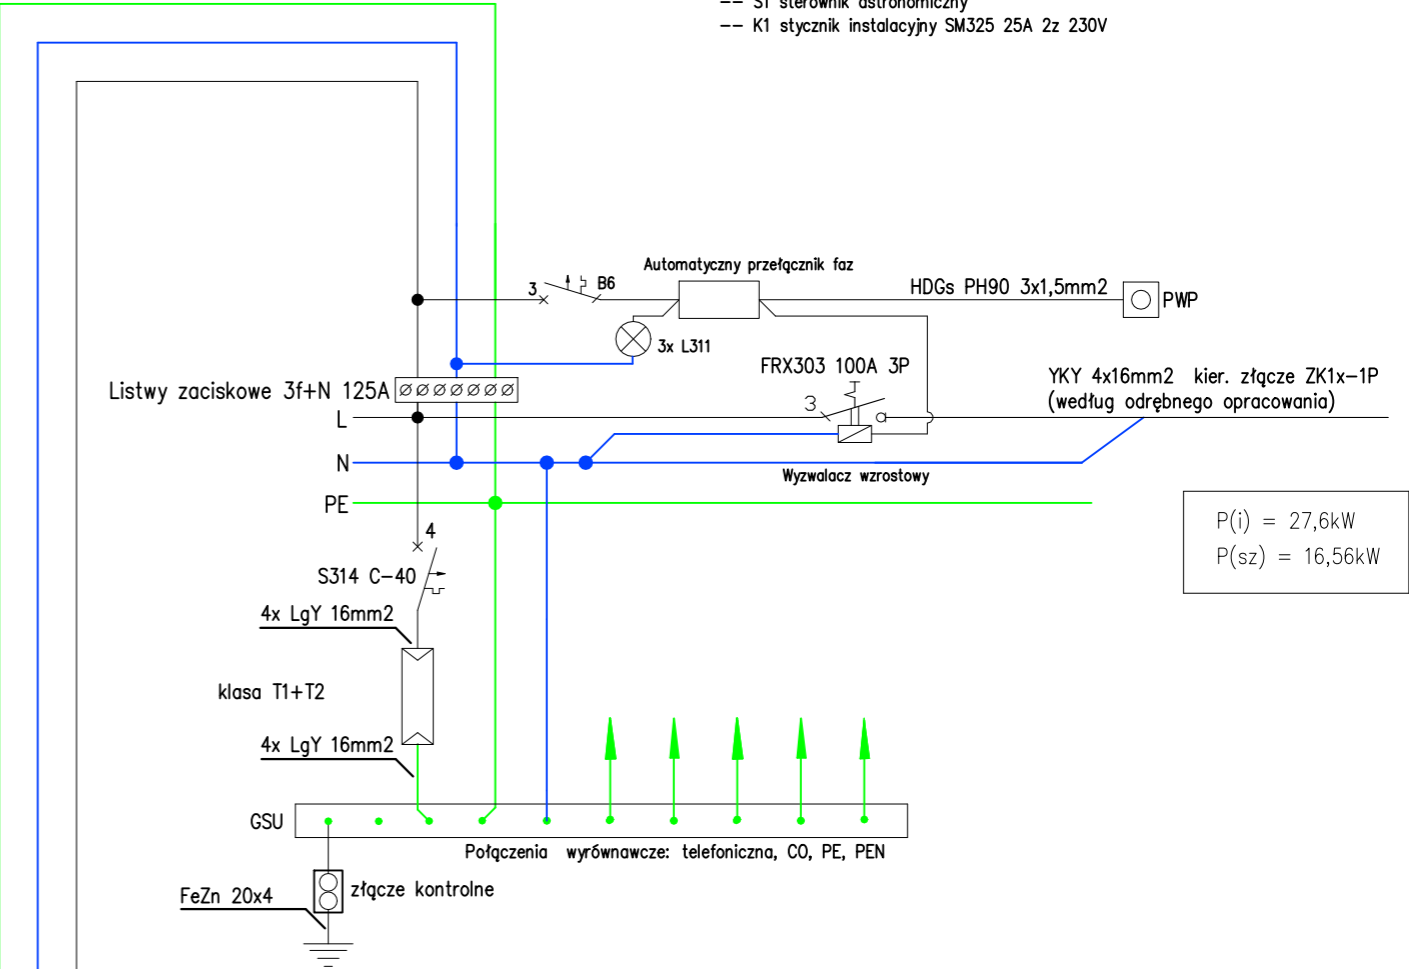 -- S1 sterownik astronomiczny
-- K1 stycznik instalacyjny SM325 25A 2z 230V
Automatyczny przełącznik faz
3
B6
HDGs PH90 3x1,5mm2
PWP
3x L311
FRX303 100A 3P
Listwy zaciskowe 3f+N 125A
YKY 4x16mm2 kier. złącze ZK1x-1P
(według odrębnego opracowania)
3
L
N
Wyzwalacz wzrostowy
PE
P(i) = 27,6kW
P(sz) = 16,56kW
4
S314 C-40
4x LgY 16mm2
klasa T1+T2
4x LgY 16mm2
GSU
Połączenia wyrównawcze: telefoniczna, CO, PE, PEN
FeZn 20x4
złącze kontrolne